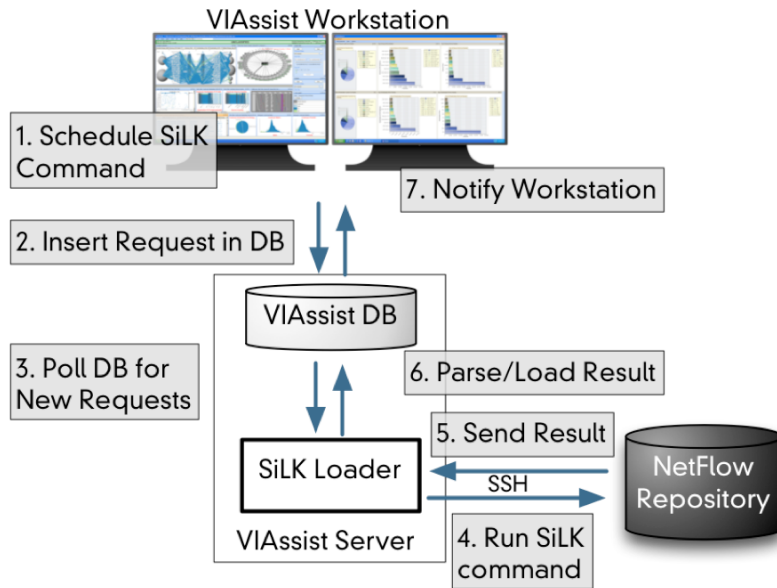 VIAssist Workstation
1. Schedule SiLK
Command
7. Notify Workstation
2. Insert Request in DB
VIAssist DB
3. Poll DB for
New Requests
6. Parse/Load Result
5. Send Result
SiLK Loader
SSH
NetFlow
Repository
VIAssist Server
4. Run SiLK
command